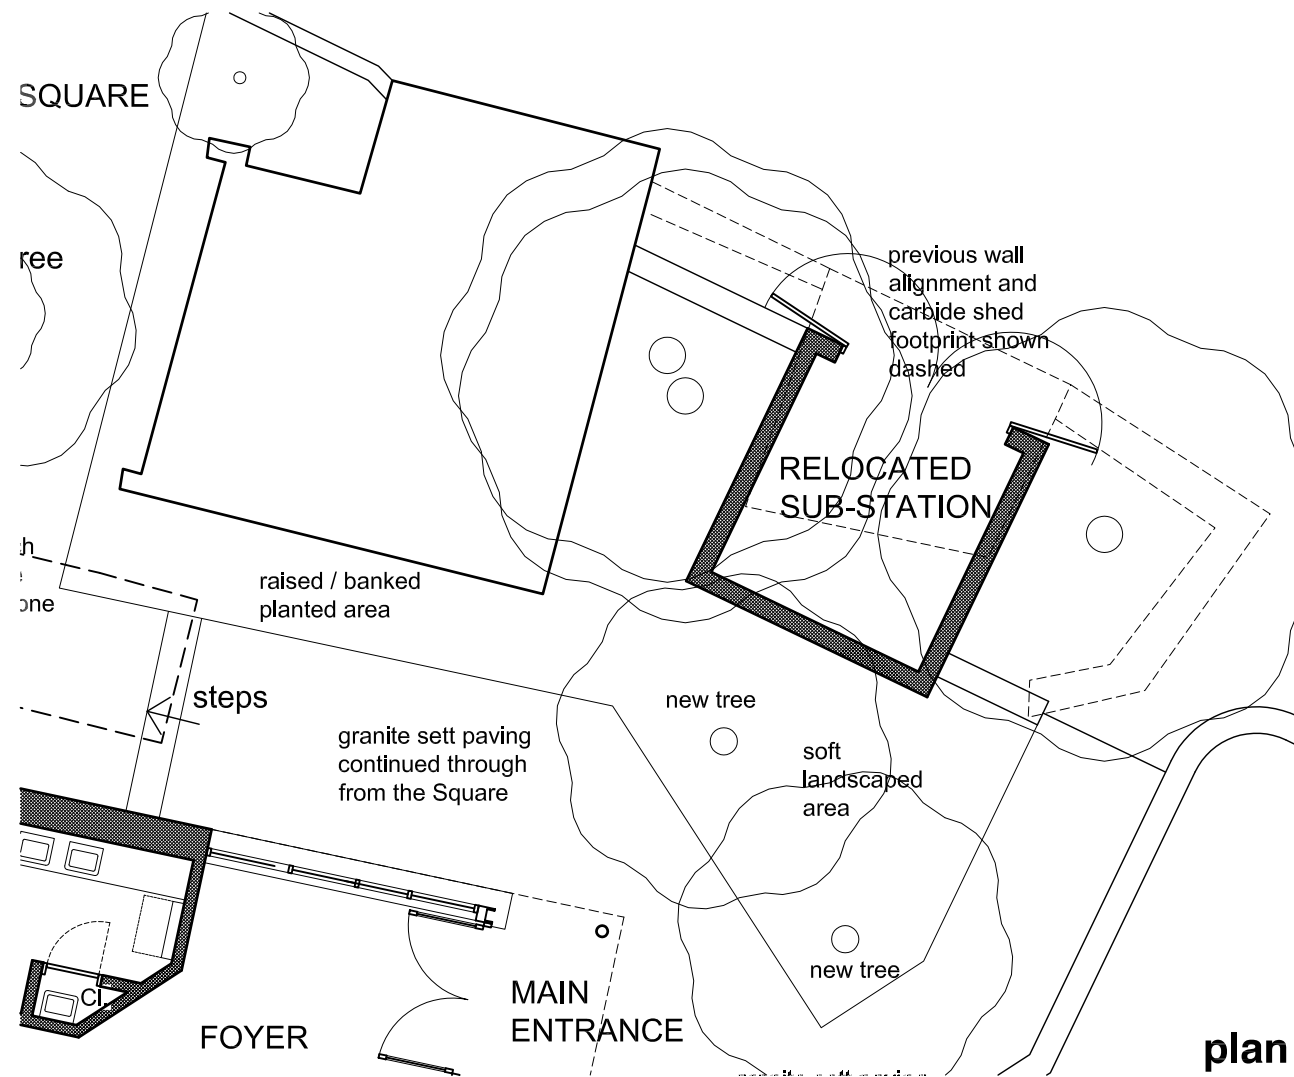 SQUARE
previous wall
alignment and
carbide shed
footprint shown
dashed
RELOCATED
SUB-STATION
raised / banked
planted area
steps
new tree
granite sett paving
continued through
from the Square
soft
landscaped
area
new tree
Cl.
MAIN
ENTRANCE
FOYER
plan